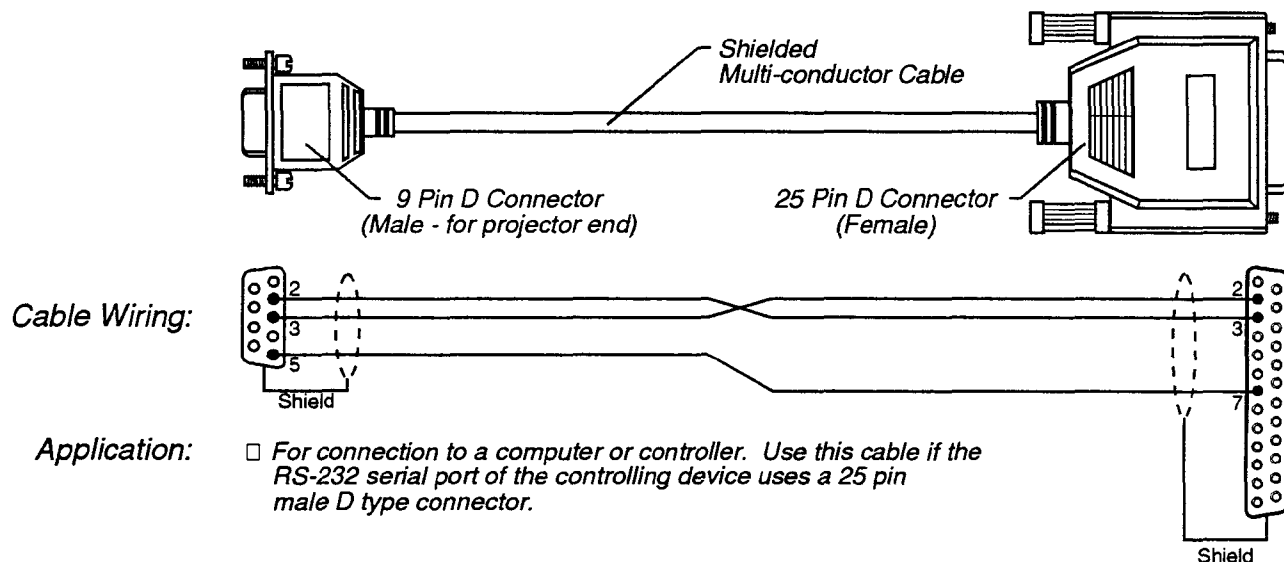 Shielded
Multi-conductor Cable
9 Pin D Connector
(Male - for projector end)
25 Pin D Connector
(Female)
Cable Wiring:
2
3
5
Shield
2
3
7
Shield
Application:
□ For connection to a computer or controller. Use this cable if the
RS-232 serial port of the controlling device uses a 25 pin
male D type connector.